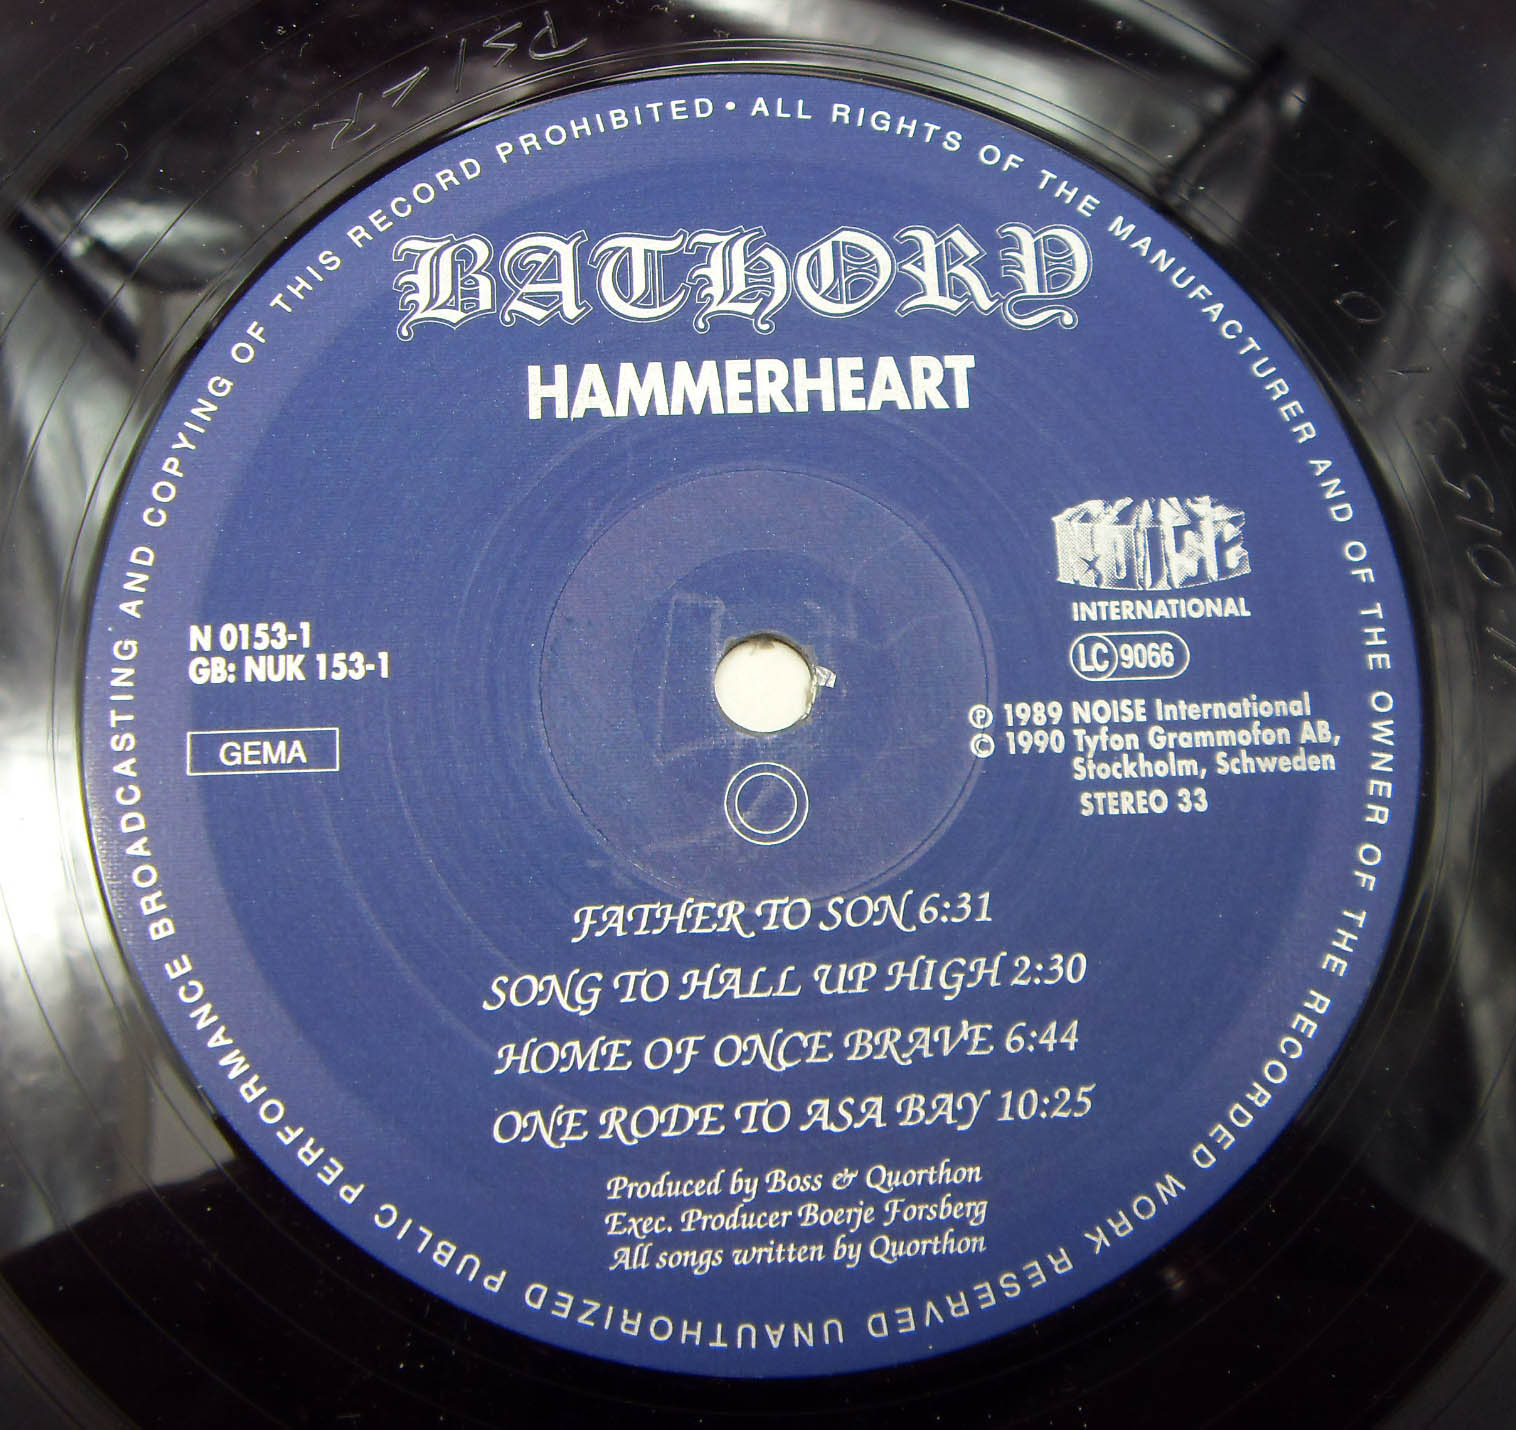 ALL RIGHTS OF THE MANUFACTURER AND OF THE OWNER OF THE RECORDED WORK RESERVED UNAUTHORIZED PUBLIC PERFORMANCE BROADCASTING AND COPYING OF THIS RECORD PROHIBITED •
BATHORY
HAMMERHEART
NOISE
INTERNATIONAL
LC 9066
N 0153-1
GB: NUK 153-1
GEMA
℗ 1989 NOISE International
© 1990 Tyfon Grammofon AB,
Stockholm, Schweden
STEREO 33
FATHER TO SON 6:31
SONG TO HALL UP HIGH 2:30
HOME OF ONCE BRAVE 6:44
ONE RODE TO ASA BAY 10:25
Produced by Boss & Quorthon
Exec. Producer Boerje Forsberg
All songs written by Quorthon